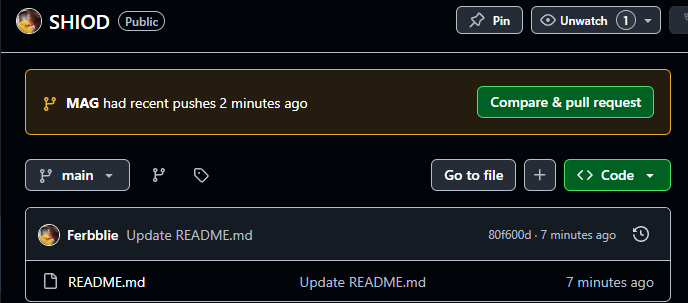 SHIOD Public Pin Unwatch 1
MAG had recent pushes 2 minutes ago Compare & pull request
main Go to file Code
Ferbblie Update README.md 80f600d · 7 minutes ago
README.md Update README.md 7 minutes ago